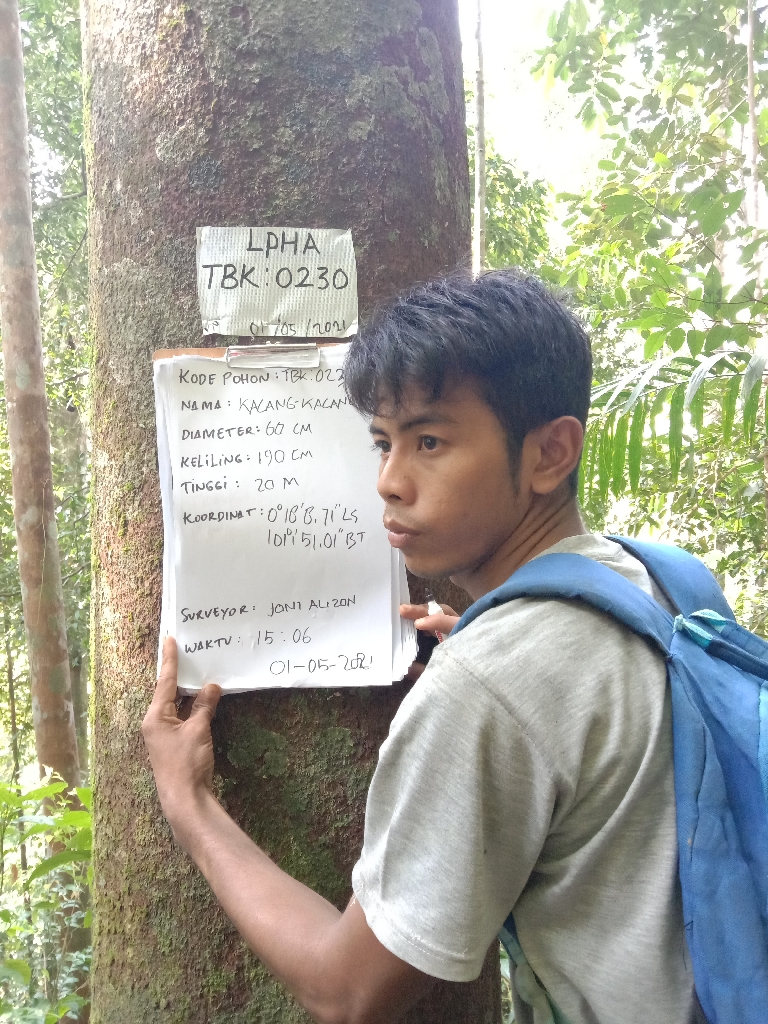 LPHA
TBK:0230
01/05/2021
KODE POHON : TBK:023
NAMA : KACANG-KACAN
DIAMETER : 60 CM
KELILING : 190 CM
TINGGI : 20 M
KOORDINAT : 0°18'8,71" LS
101°1'51,01" BT
SURVEYOR : JONI ALIZON
WAKTU : 15 : 06
01-05-2021